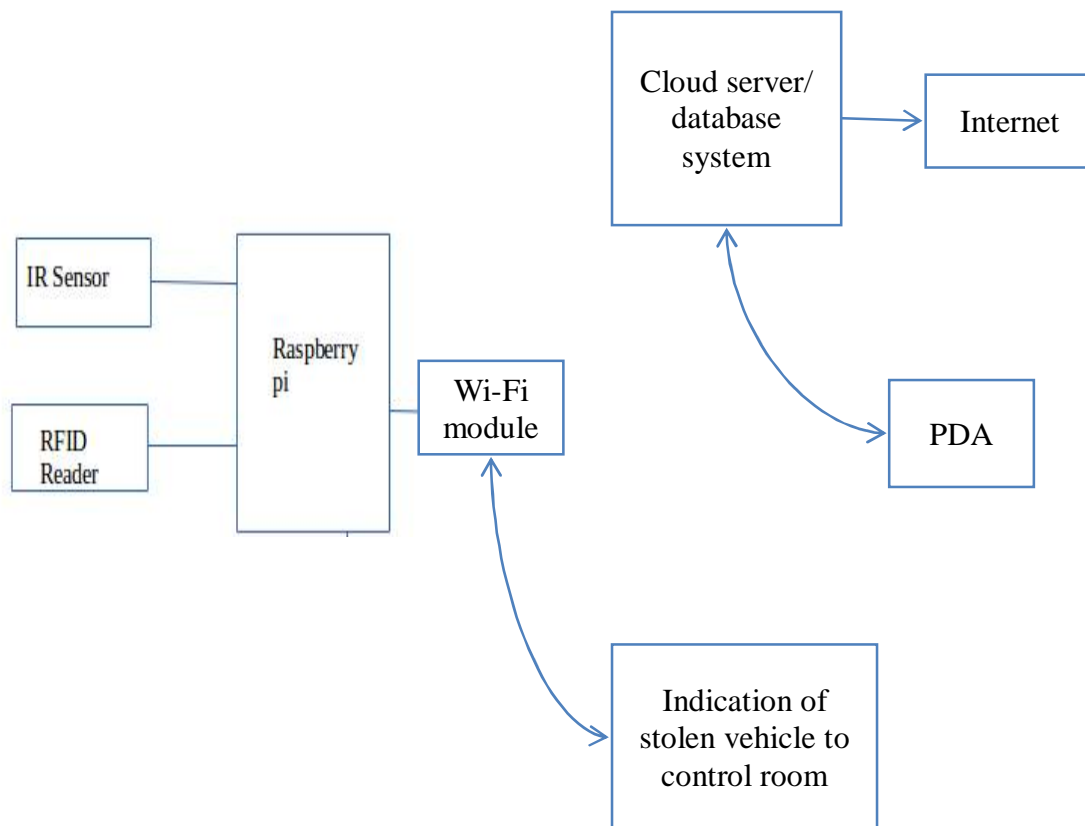 Cloud server/
database
system
Internet
IR Sensor
Raspberry
pi
Wi-Fi
module
RFID
Reader
PDA
Indication of
stolen vehicle to
control room